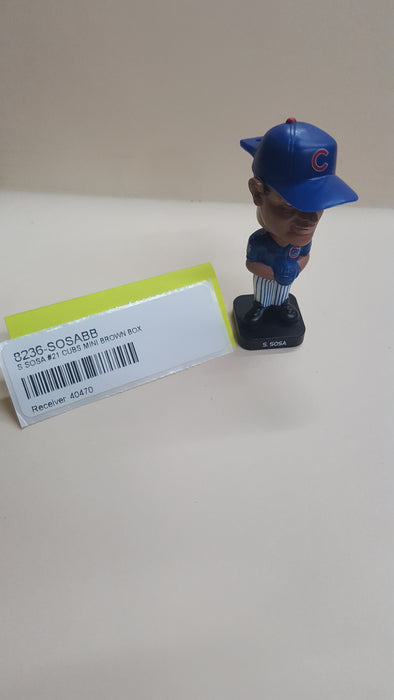 C
8236-SOSABB
S SOSA #21 CUBS MINI BROWN BOX
Receiver: 40470
S. SOSA